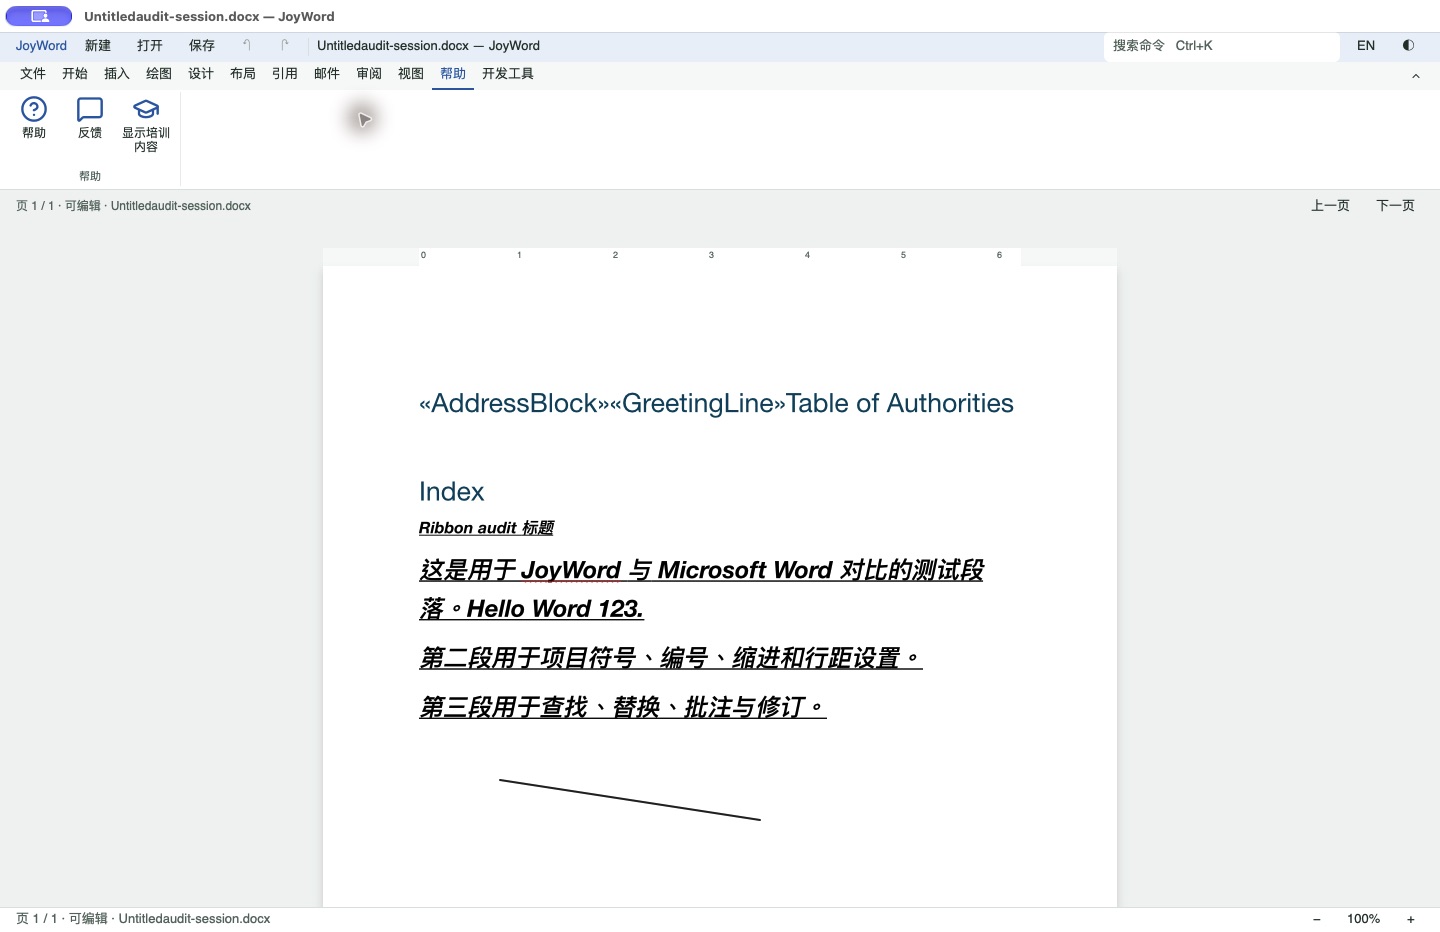 Untitledaudit-session.docx — JoyWord
JoyWord 新建 打开 保存 Untitledaudit-session.docx — JoyWord 搜索命令 Ctrl+K EN
文件 开始 插入 绘图 设计 布局 引用 邮件 审阅 视图 帮助 开发工具
帮助 反馈 显示培训
内容
帮助
页 1 / 1 · 可编辑 · Untitledaudit-session.docx 上一页 下一页
0 1 2 3 4 5 6
«AddressBlock»«GreetingLine»Table of Authorities
Index
Ribbon audit 标题
这是用于 JoyWord 与 Microsoft Word 对比的测试段
落。Hello Word 123.
第二段用于项目符号、编号、缩进和行距设置。
第三段用于查找、替换、批注与修订。
页 1 / 1 · 可编辑 · Untitledaudit-session.docx − 100% +